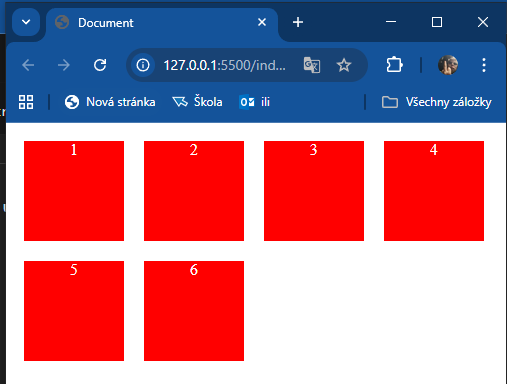 Document
127.0.0.1:5500/ind...
Nová stránka Škola ili Všechny záložky
1 2 3 4
5 6